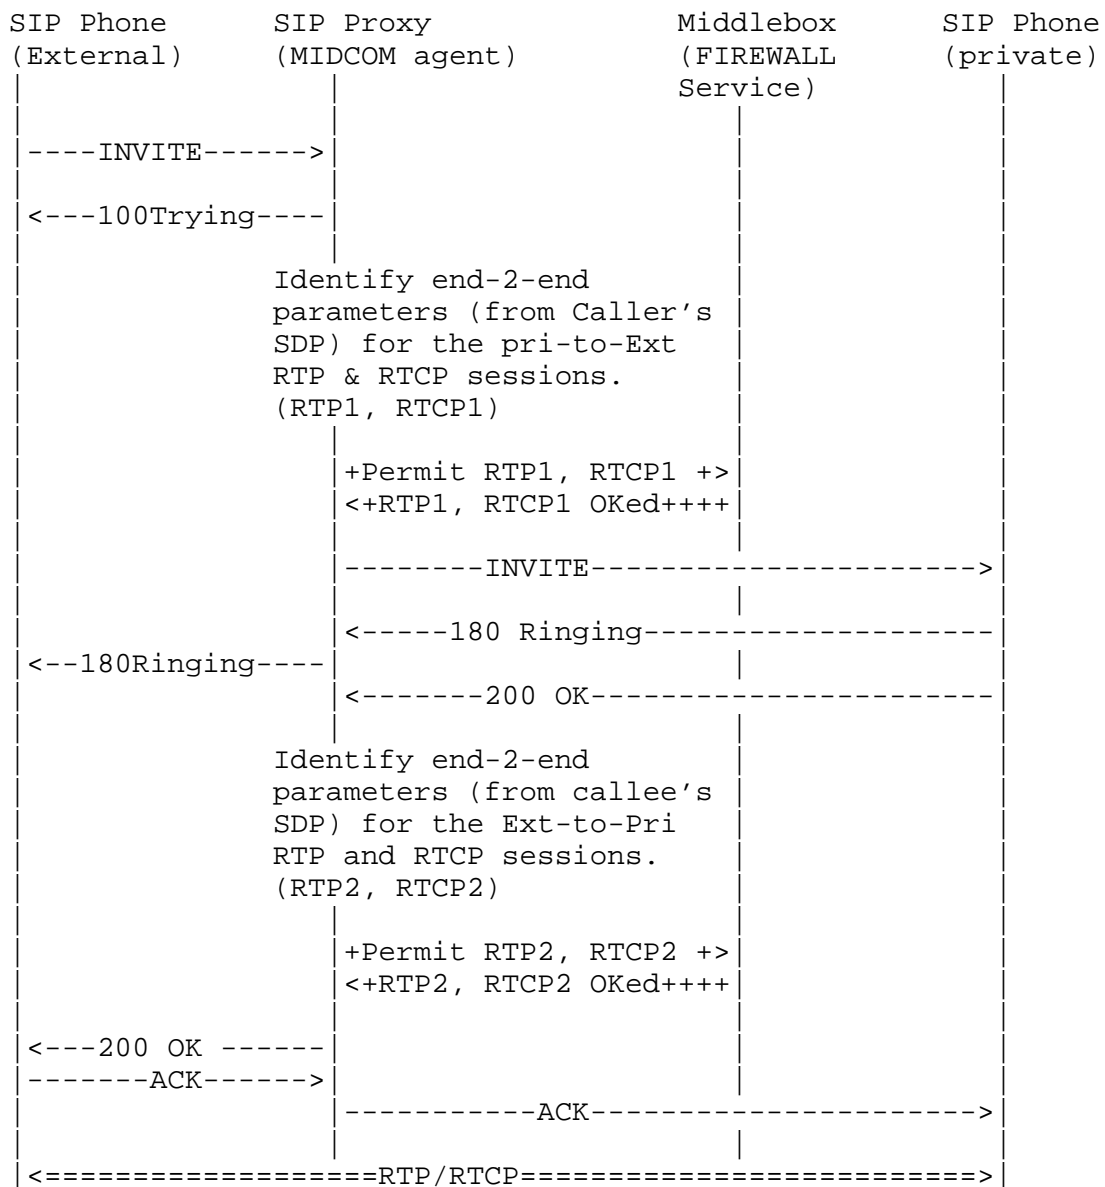 SIP Phone SIP Proxy Middlebox SIP Phone
(External) (MIDCOM agent) (FIREWALL (private)
Service)
----INVITE------>
<---100Trying----
Identify end-2-end
parameters (from Caller's
SDP) for the pri-to-Ext
RTP & RTCP sessions.
(RTP1, RTCP1)
+Permit RTP1, RTCP1 +>
<+RTP1, RTCP1 OKed++++
--------INVITE---------------------->
<-----180 Ringing--------------------
<--180Ringing----
<-------200 OK-----------------------
Identify end-2-end
parameters (from callee's
SDP) for the Ext-to-Pri
RTP and RTCP sessions.
(RTP2, RTCP2)
+Permit RTP2, RTCP2 +>
<+RTP2, RTCP2 OKed++++
<---200 OK ------
-------ACK------>
-----------ACK---------------------->
<===================RTP/RTCP==========================>